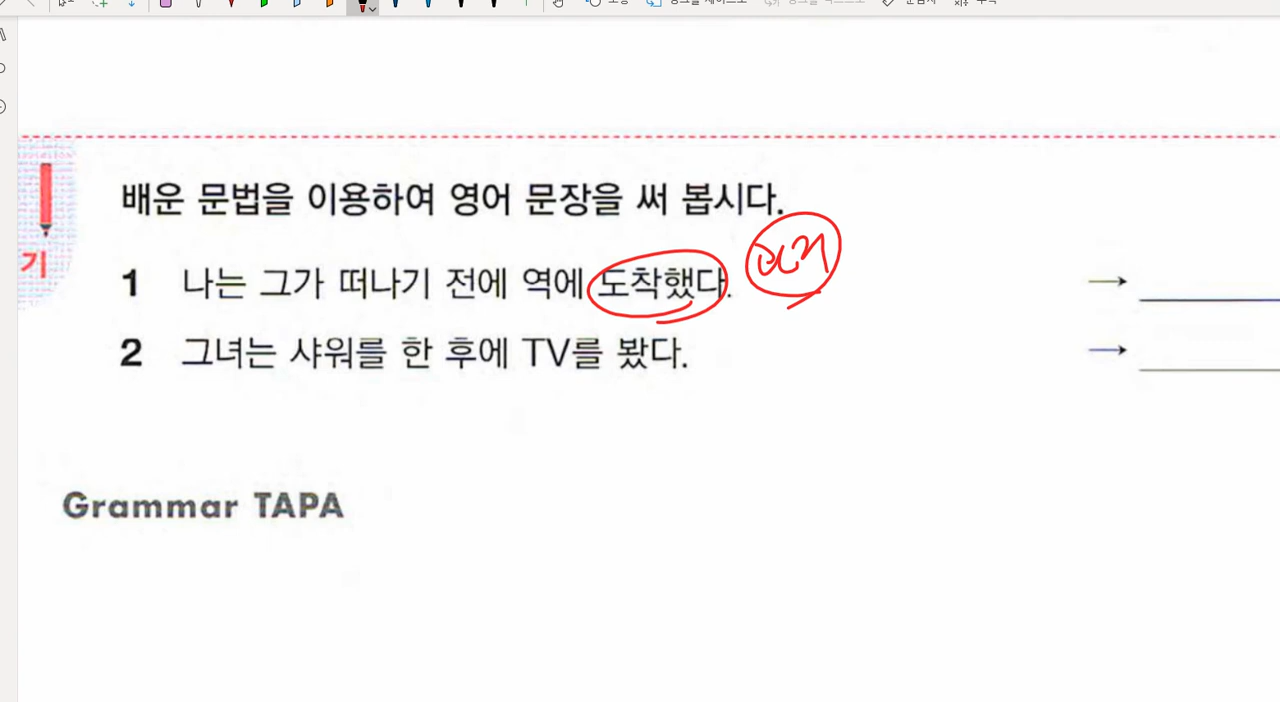 배운 문법을 이용하여 영어 문장을 써 봅시다.
기
1 나는 그가 떠나기 전에 역에 도착했다.
2 그녀는 샤워를 한 후에 TV를 봤다.
Grammar TAPA